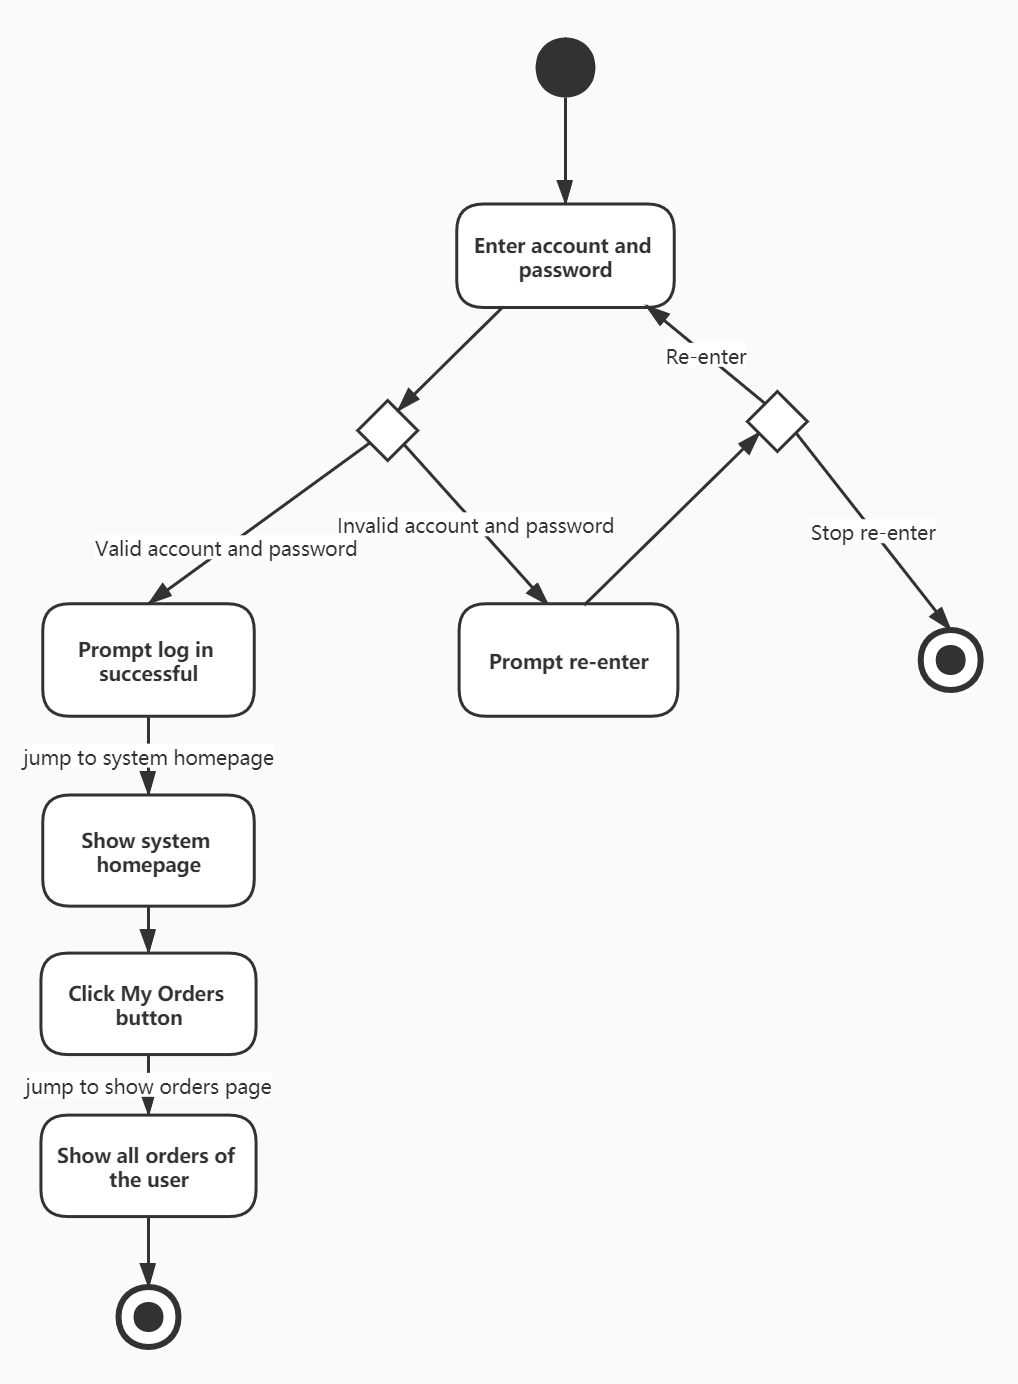 Enter account and
password
Re-enter
Invalid account and password
Stop re-enter
Valid account and password
Prompt log in
successful
Prompt re-enter
jump to system homepage
Show system
homepage
Click My Orders
button
jump to show orders page
Show all orders of
the user